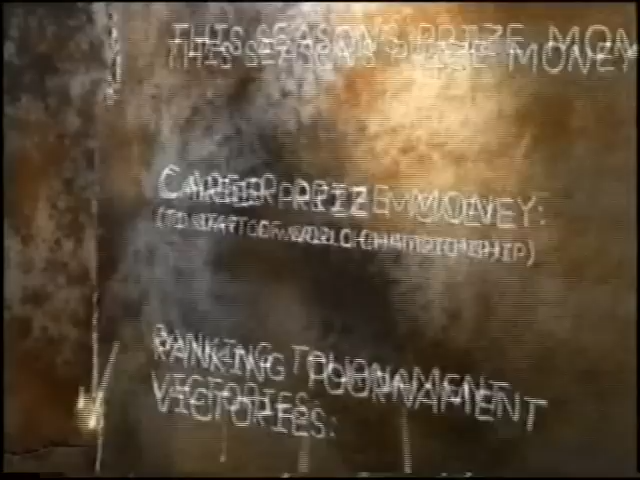 THIS SEASON'S PRIZE MONEY
CAREER PRIZE MONEY:
(TO START OF WORLD CHAMPIONSHIP)
RANKING TOURNAMENT
VICTORIES: